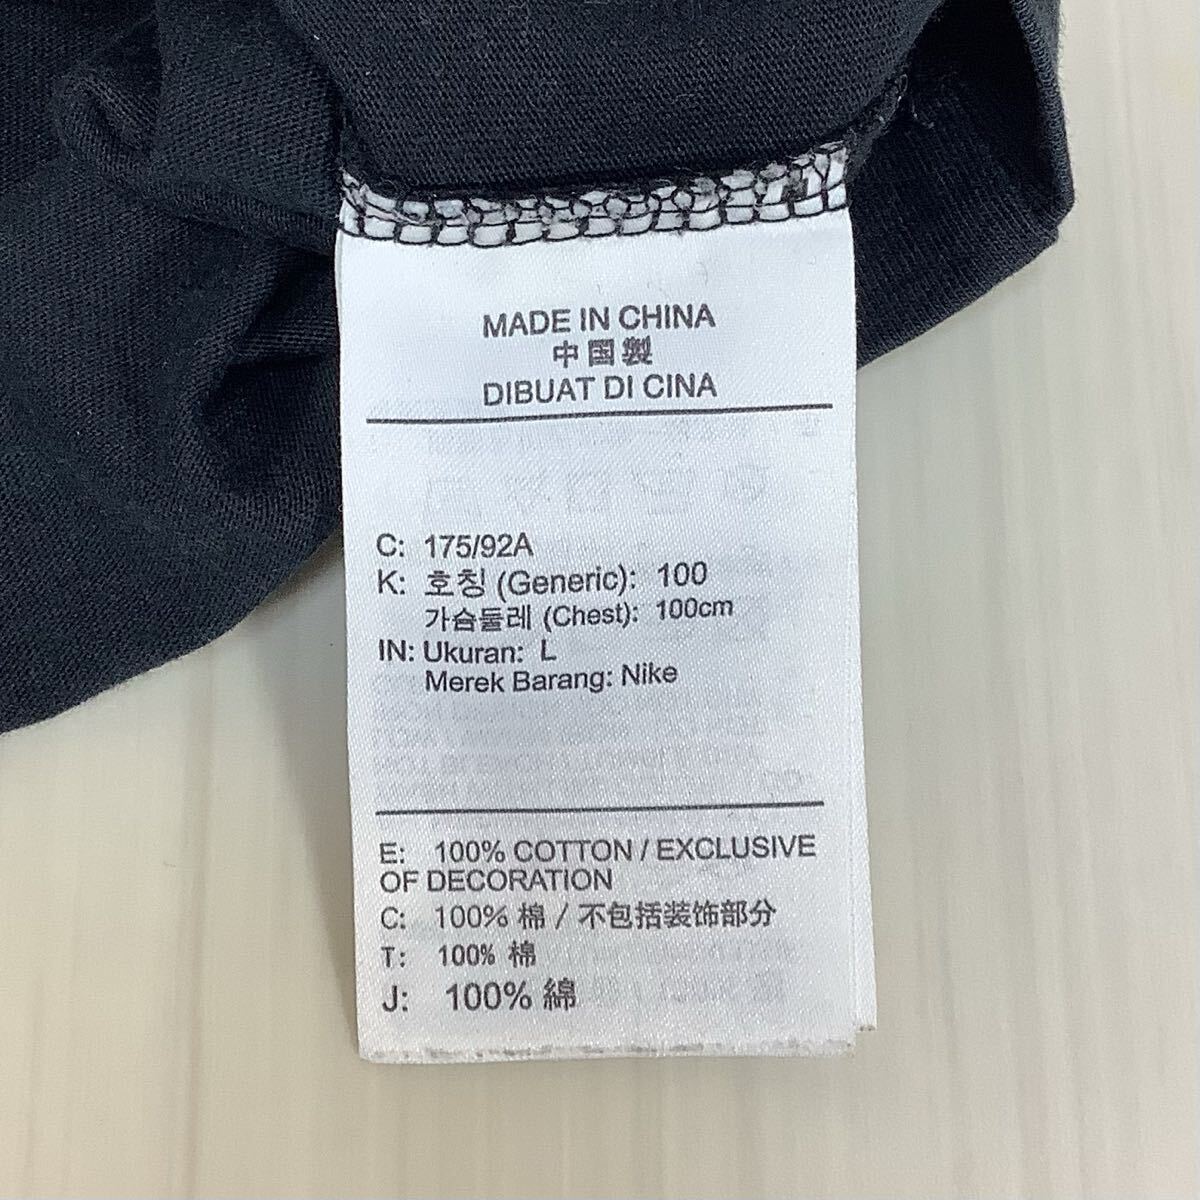 MADE IN CHINA
中国製
DIBUAT DI CINA
C: 175/92A
K: 호칭 (Generic): 100
가슴둘레 (Chest): 100cm
IN: Ukuran: L
Merek Barang: Nike
E: 100% COTTON / EXCLUSIVE
OF DECORATION
C: 100% 棉 / 不包括装饰部分
T: 100% 棉
J: 100% 綿